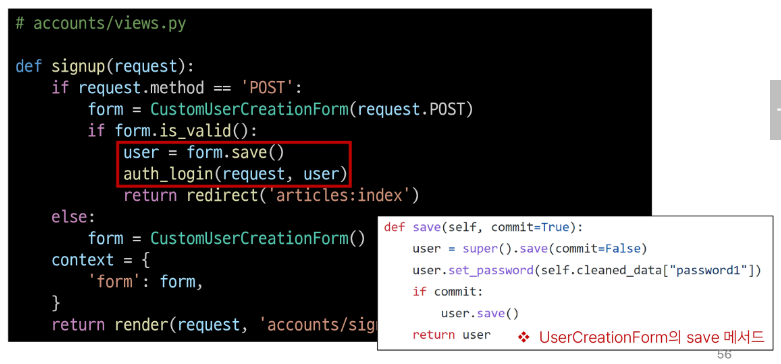 # accounts/views.py
def signup(request):
    if request.method == 'POST':
        form = CustomUserCreationForm(request.POST)
        if form.is_valid():
            user = form.save()
            auth_login(request, user)
            return redirect('articles:index')
    else:
        form = CustomUserCreationForm()
    context = {
        'form': form,
    }
    return render(request, 'accounts/sig
def save(self, commit=True):
    user = super().save(commit=False)
    user.set_password(self.cleaned_data["password1"])
    if commit:
        user.save()
    return user
❖ UserCreationForm의 save 메서드
56